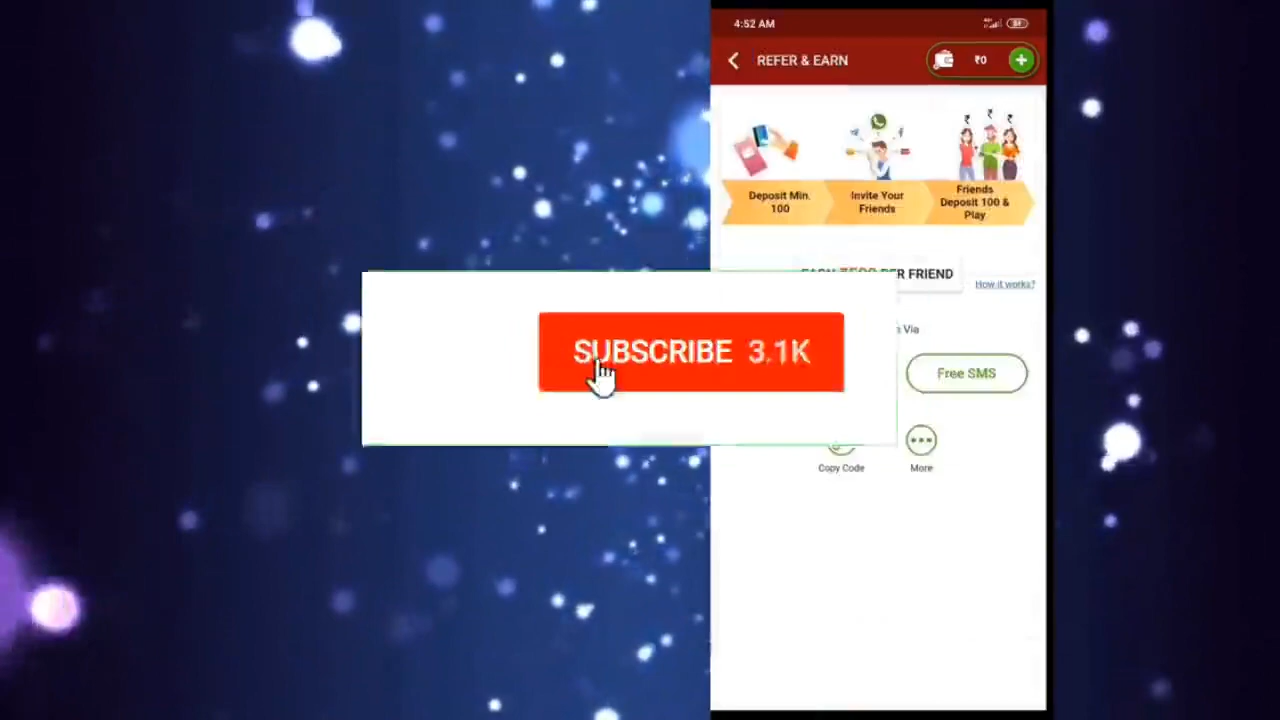 4:52 AM
REFER & EARN
₹0
Deposit Min.
100
Invite Your
Friends
Friends
Deposit 100 &
Play
PER FRIEND
How it works?
Via
SUBSCRIBE 3.1K
Free SMS
Copy Code
More